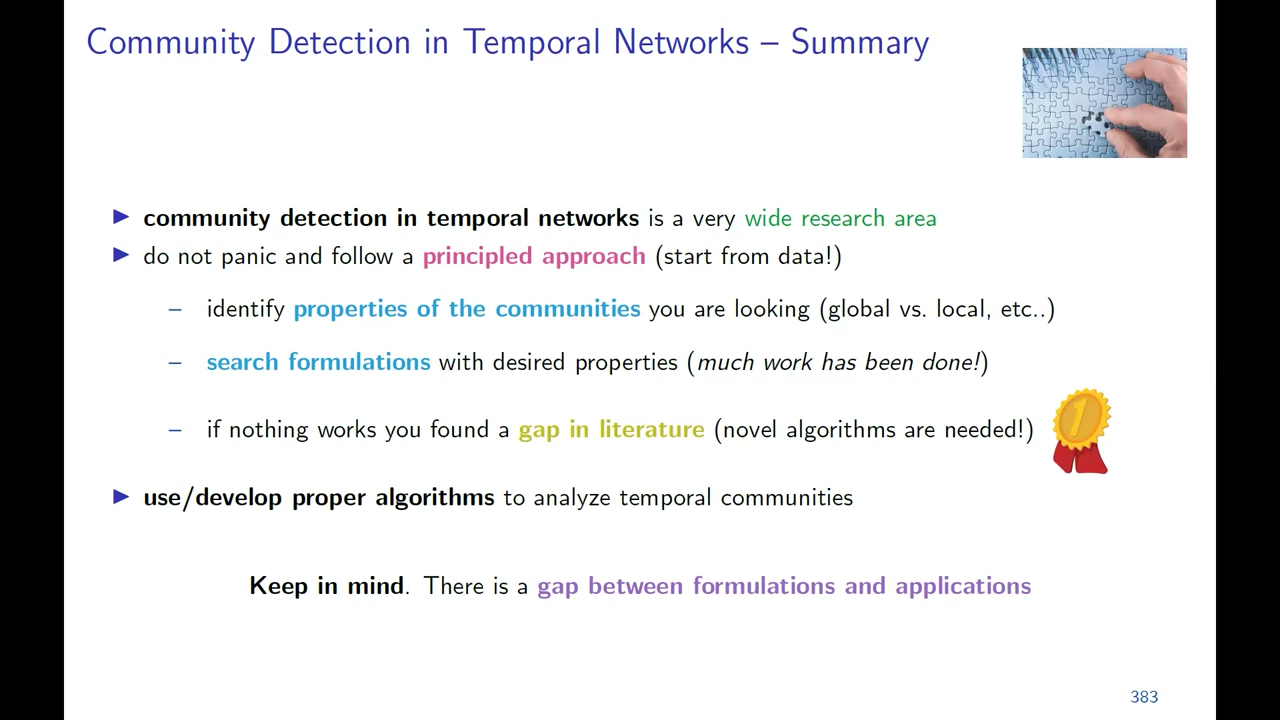 Community Detection in Temporal Networks – Summary
▶ community detection in temporal networks is a very wide research area
▶ do not panic and follow a principled approach (start from data!)
– identify properties of the communities you are looking (global vs. local, etc..)
– search formulations with desired properties (much work has been done!)
– if nothing works you found a gap in literature (novel algorithms are needed!)
1
▶ use/develop proper algorithms to analyze temporal communities
Keep in mind. There is a gap between formulations and applications
383